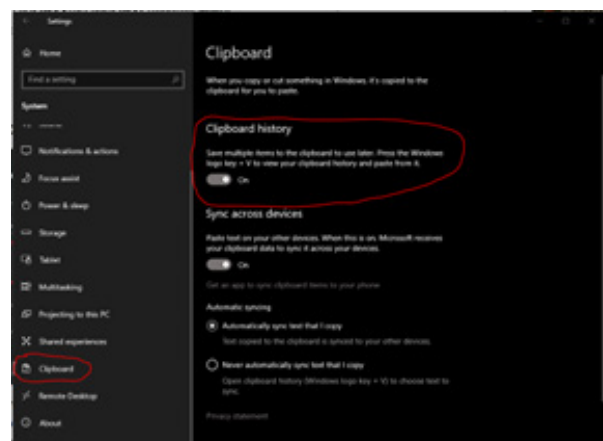 Settings
Home
Find a setting
System
Notifications & actions
Focus assist
Power & sleep
Storage
Tablet
Multitasking
Projecting to this PC
Shared experiences
Clipboard
Remote Desktop
About
Clipboard
When you copy or cut something in Windows, it's copied to the
clipboard for you to paste.
Clipboard history
Save multiple items to the clipboard to use later. Press the Windows
logo key + V to view your clipboard history and paste from it.
On
Sync across devices
Paste text on your other devices. When this is on, Microsoft receives
your clipboard data to sync it across your devices.
On
Get an app to sync clipboard items to your phone
Automatic syncing
Automatically sync text that I copy
Text copied to the clipboard is synced to your other devices.
Never automatically sync text that I copy
Open clipboard history (Windows logo key + V) to choose text to
sync.
Privacy statement